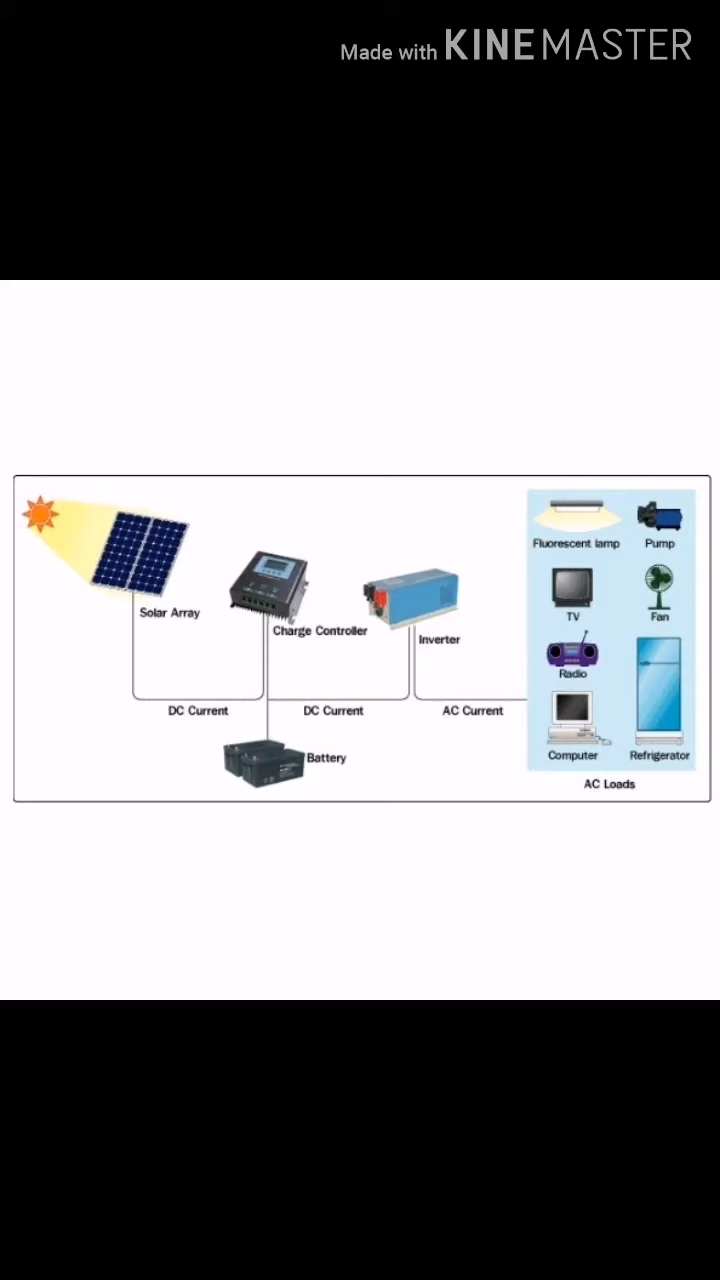 Made with KINEMASTER
Solar Array
Charge Controller
Inverter
DC Current
DC Current
AC Current
Battery
Fluorescent lamp
Pump
TV
Fan
Radio
Computer
Refrigerator
AC Loads